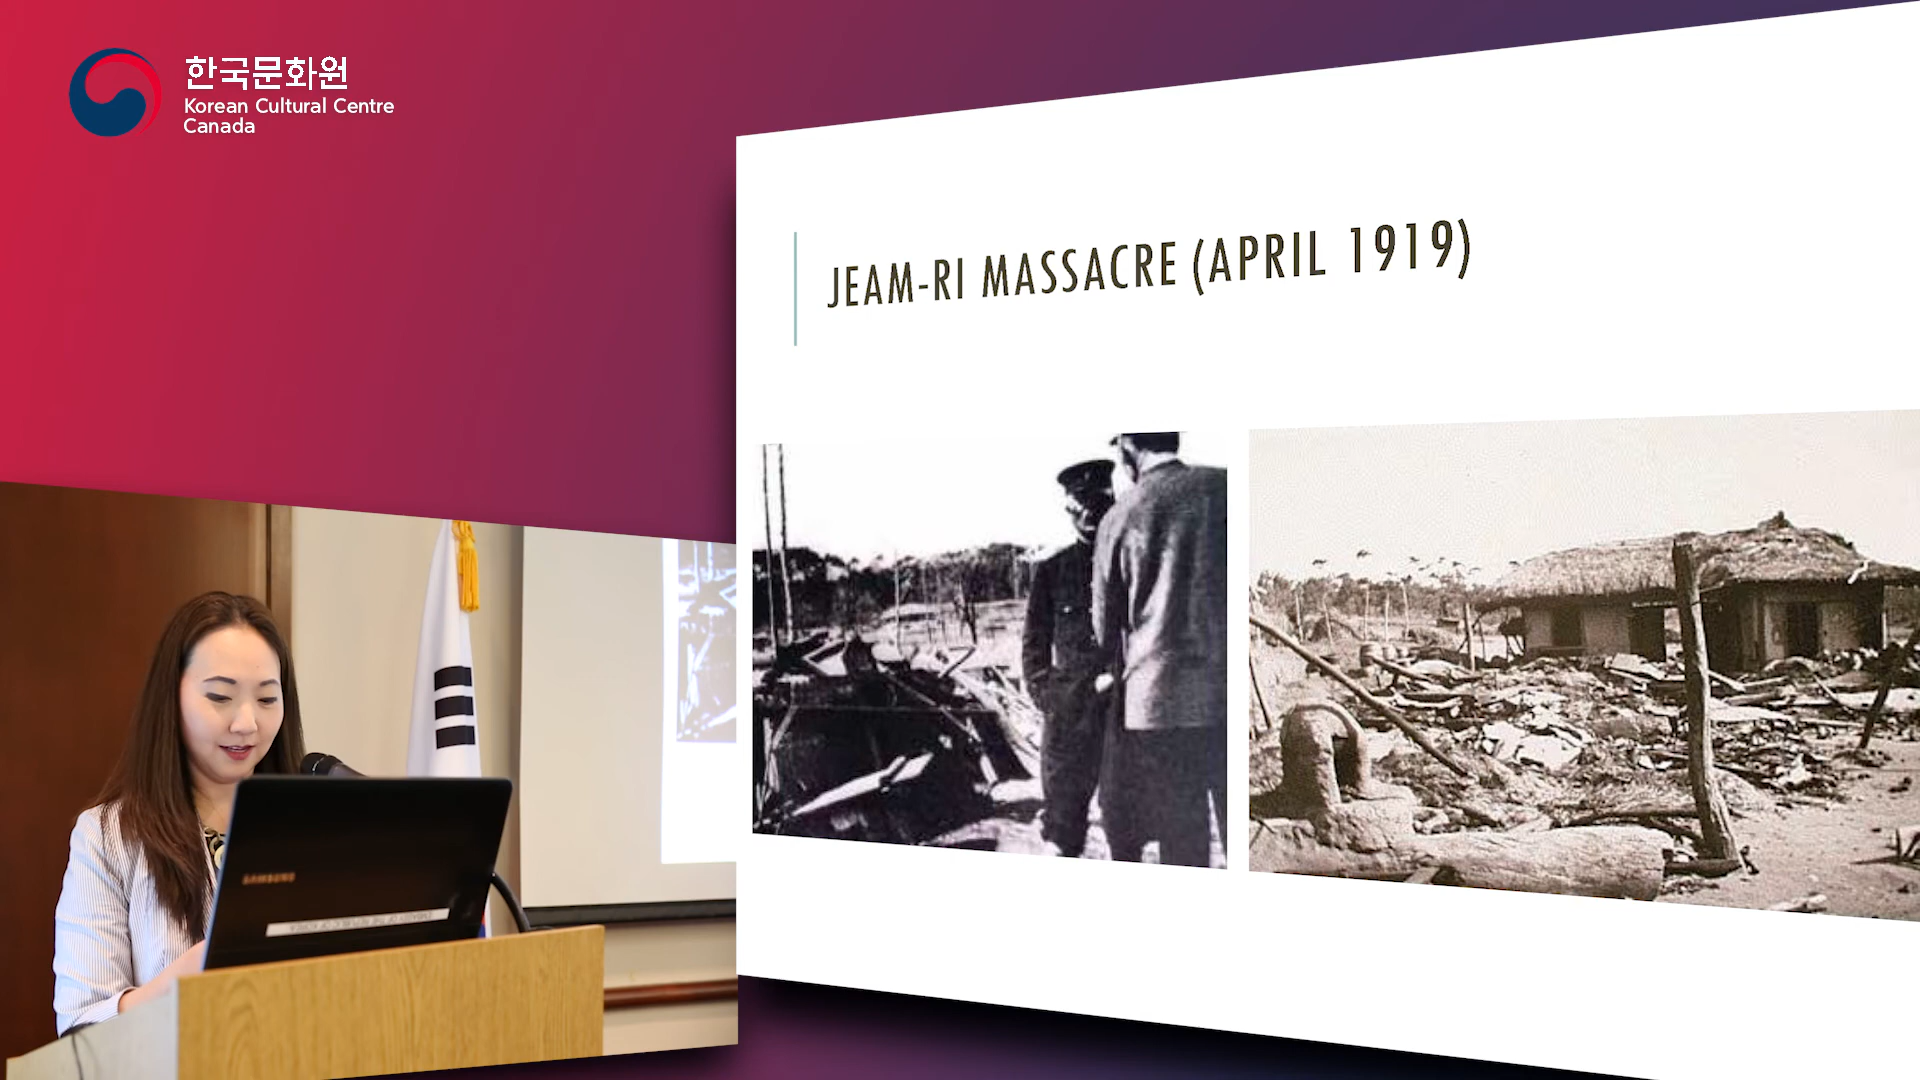 한국문화원
Korean Cultural Centre
Canada
JEAM-RI MASSACRE (APRIL 1919)
SAMSUNG